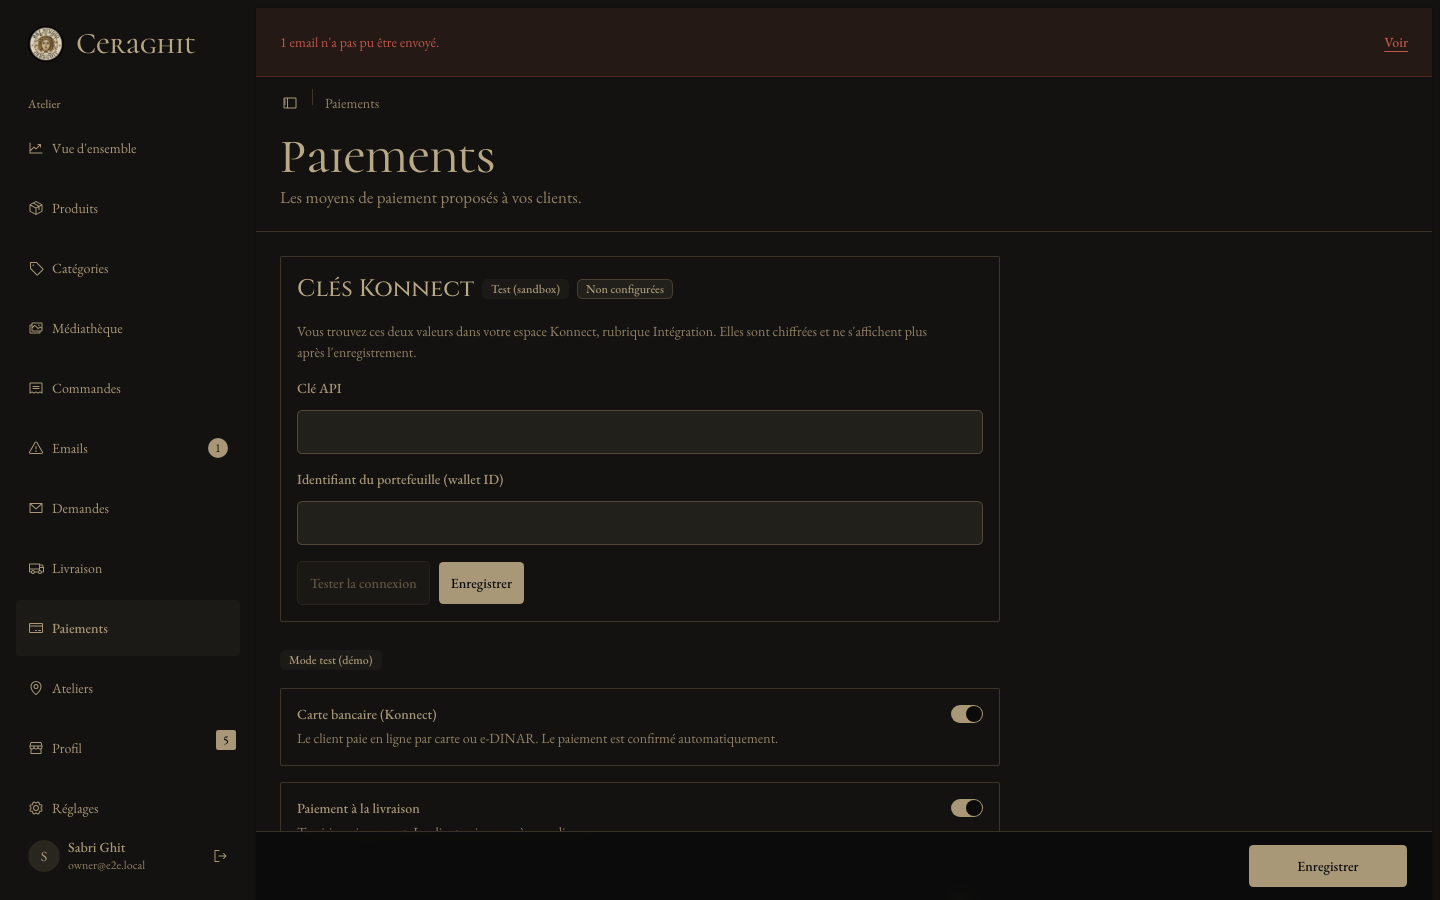 Ceraghit
Atelier
Vue d'ensemble
Produits
Catégories
Médiathèque
Commandes
Emails
1
Demandes
Livraison
Paiements
Ateliers
Profil
5
Réglages
S
Sabri Ghit
owner@e2e.local
1 email n'a pas pu être envoyé.
Voir
Paiements
Paiements
Les moyens de paiement proposés à vos clients.
Clés Konnect
Test (sandbox)
Non configurées
Vous trouvez ces deux valeurs dans votre espace Konnect, rubrique Intégration. Elles sont chiffrées et ne s'affichent plus
après l'enregistrement.
Clé API
Identifiant du portefeuille (wallet ID)
Tester la connexion
Enregistrer
Mode test (démo)
Carte bancaire (Konnect)
Le client paie en ligne par carte ou e-DINAR. Le paiement est confirmé automatiquement.
Paiement à la livraison
Enregistrer